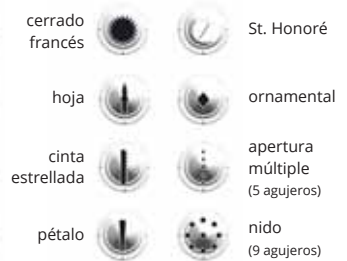 cerrado
francés
St. Honoré
hoja
ornamental
cinta
estrellada
apertura
múltiple
(5 agujeros)
pétalo
nido
(9 agujeros)